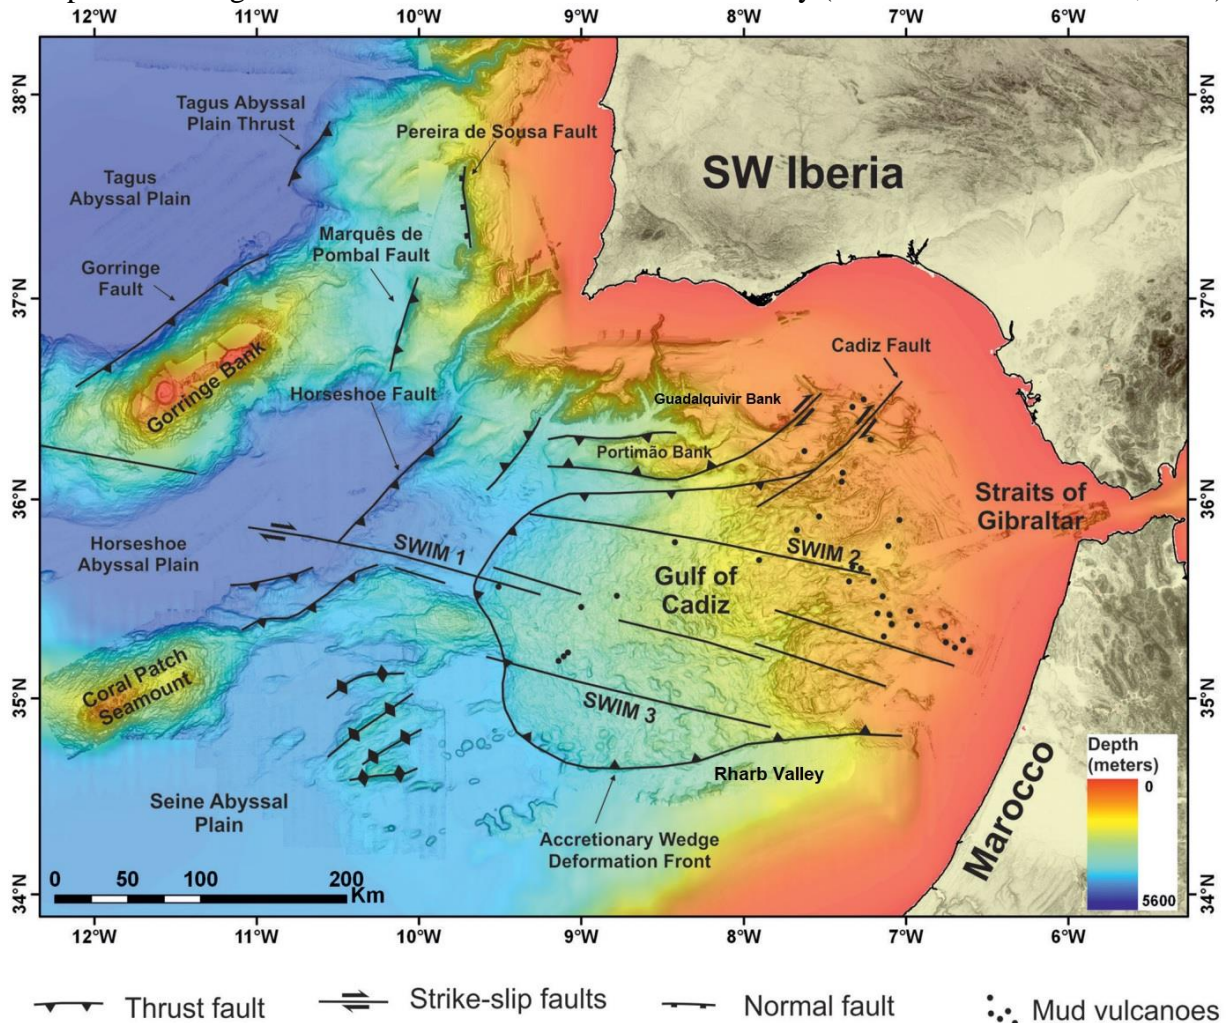 12°W 11°W 10°W 9°W 8°W 7°W 6°W
38°N
38°N
Tagus Abyssal
Plain Thrust
Pereira de Sousa Fault
SW Iberia
Tagus
Abyssal Plain
Marquês de
Pombal Fault
Gorringe
Fault
37°N
37°N
Cadiz Fault
Gorringe Bank
Horseshoe Fault
Guadalquivir Bank
Portimão Bank
36°N
36°N
Straits of
Gibraltar
Horseshoe
Abyssal Plain
SWIM 1
SWIM 2
Gulf of
Cadiz
Coral Patch
Seamount
35°N
35°N
SWIM 3
Rharb Valley
Seine Abyssal
Plain
Accretionary Wedge
Deformation Front
Marocco
Depth
(meters)
0
5600
0 50 100 200
Km
34°N
34°N
12°W 11°W 10°W 9°W 8°W 7°W 6°W
Thrust fault
Strike-slip faults
Normal fault
Mud vulcanoes